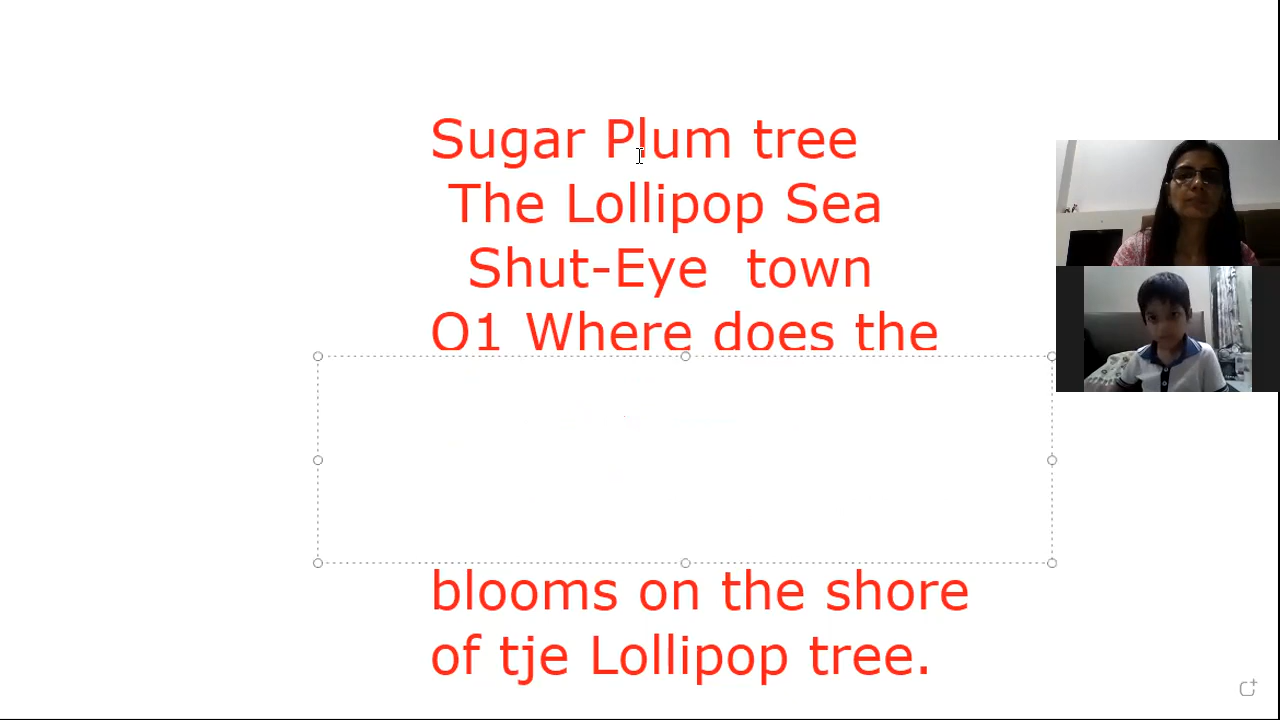 Sugar Plum tree
The Lollipop Sea
Shut-Eye town
O1 Where does the
blooms on the shore
of tje Lollipop tree.